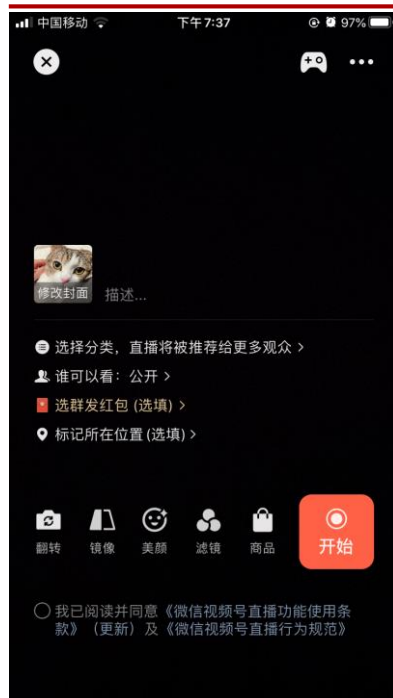 中国移动 下午7:37 97%
修改封面 描述...
选择分类，直播将被推荐给更多观众 >
谁可以看：公开 >
选群发红包 (选填) >
标记所在位置 (选填) >
翻转 镜像 美颜 滤镜 商品 开始
我已阅读并同意《微信视频号直播功能使用条
款》（更新）及《微信视频号直播行为规范》